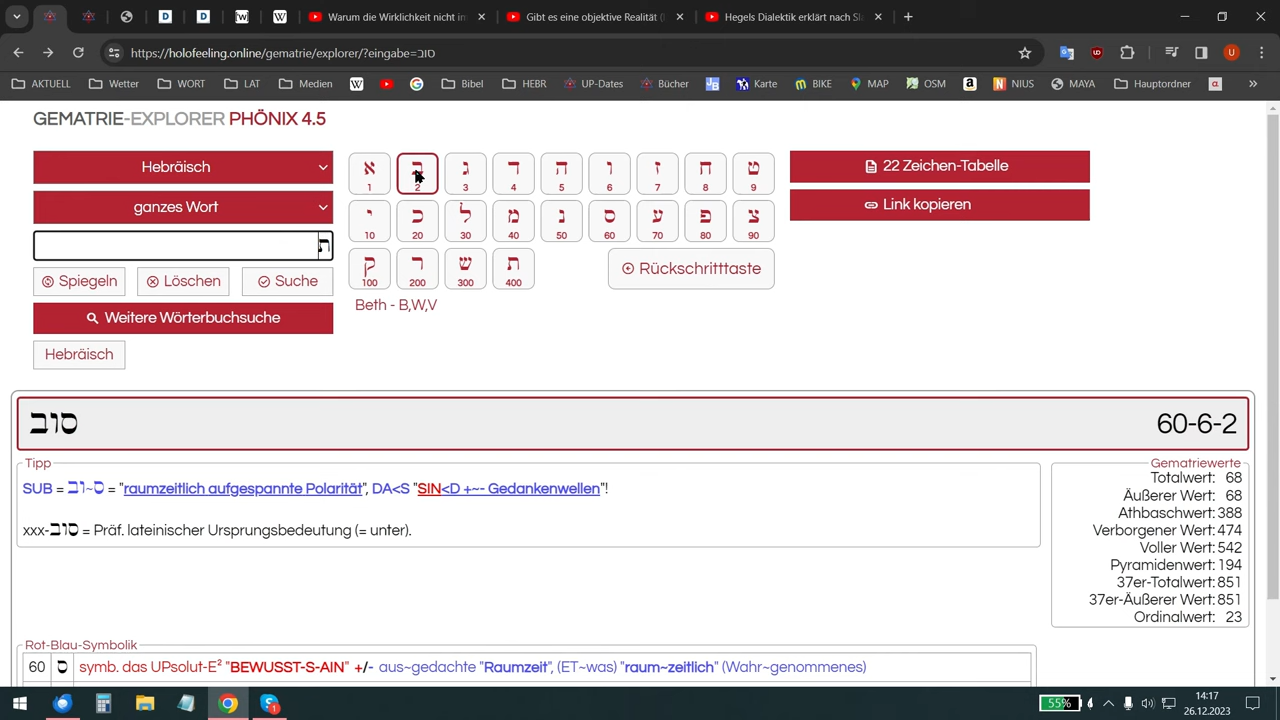 Warum die Wirklichkeit nicht im
Gibt es eine objektive Realität (
Hegels Dialektik erklärt nach Sl
https://holofeeling.online/gematrie/explorer/?eingabe=סוב
AKTUELL
Wetter
WORT
LAT
Medien
Bibel
HEBR
UP-Dates
Bücher
Karte
BIKE
MAP
OSM
NIUS
MAYA
Hauptordner
GEMATRIE-EXPLORER PHÖNIX 4.5
Hebräisch
ganzes Wort
ת
Spiegeln
Löschen
Suche
Weitere Wörterbuchsuche
Hebräisch
א ב ג ד ה ו ז ח ט
1 2 3 4 5 6 7 8 9
י כ ל מ נ ס ע פ צ
10 20 30 40 50 60 70 80 90
ק ר ש ת
100 200 300 400
Rückschritttaste
Beth - B,W,V
22 Zeichen-Tabelle
Link kopieren
סוב
60-6-2
Tipp
SUB = ס~וב = "raumzeitlich aufgespannte Polarität", DA<S "SIN<D +~- Gedankenwellen"!
xxx-סוב = Präf. lateinischer Ursprungsbedeutung (= unter).
Gematriewerte
Totalwert: 68
Äußerer Wert: 68
Athbaschwert: 388
Verborgener Wert: 474
Voller Wert: 542
Pyramidenwert: 194
37er-Totalwert: 851
37er-Äußerer Wert: 851
Ordinalwert: 23
Rot-Blau-Symbolik
60 ס symb. das UPsolut-E² "BEWUSST-S-AIN" +/- aus~gedachte "Raumzeit", (ET~was) "raum~zeitlich" (Wahr~genommenes)
55%
14:17
26.12.2023